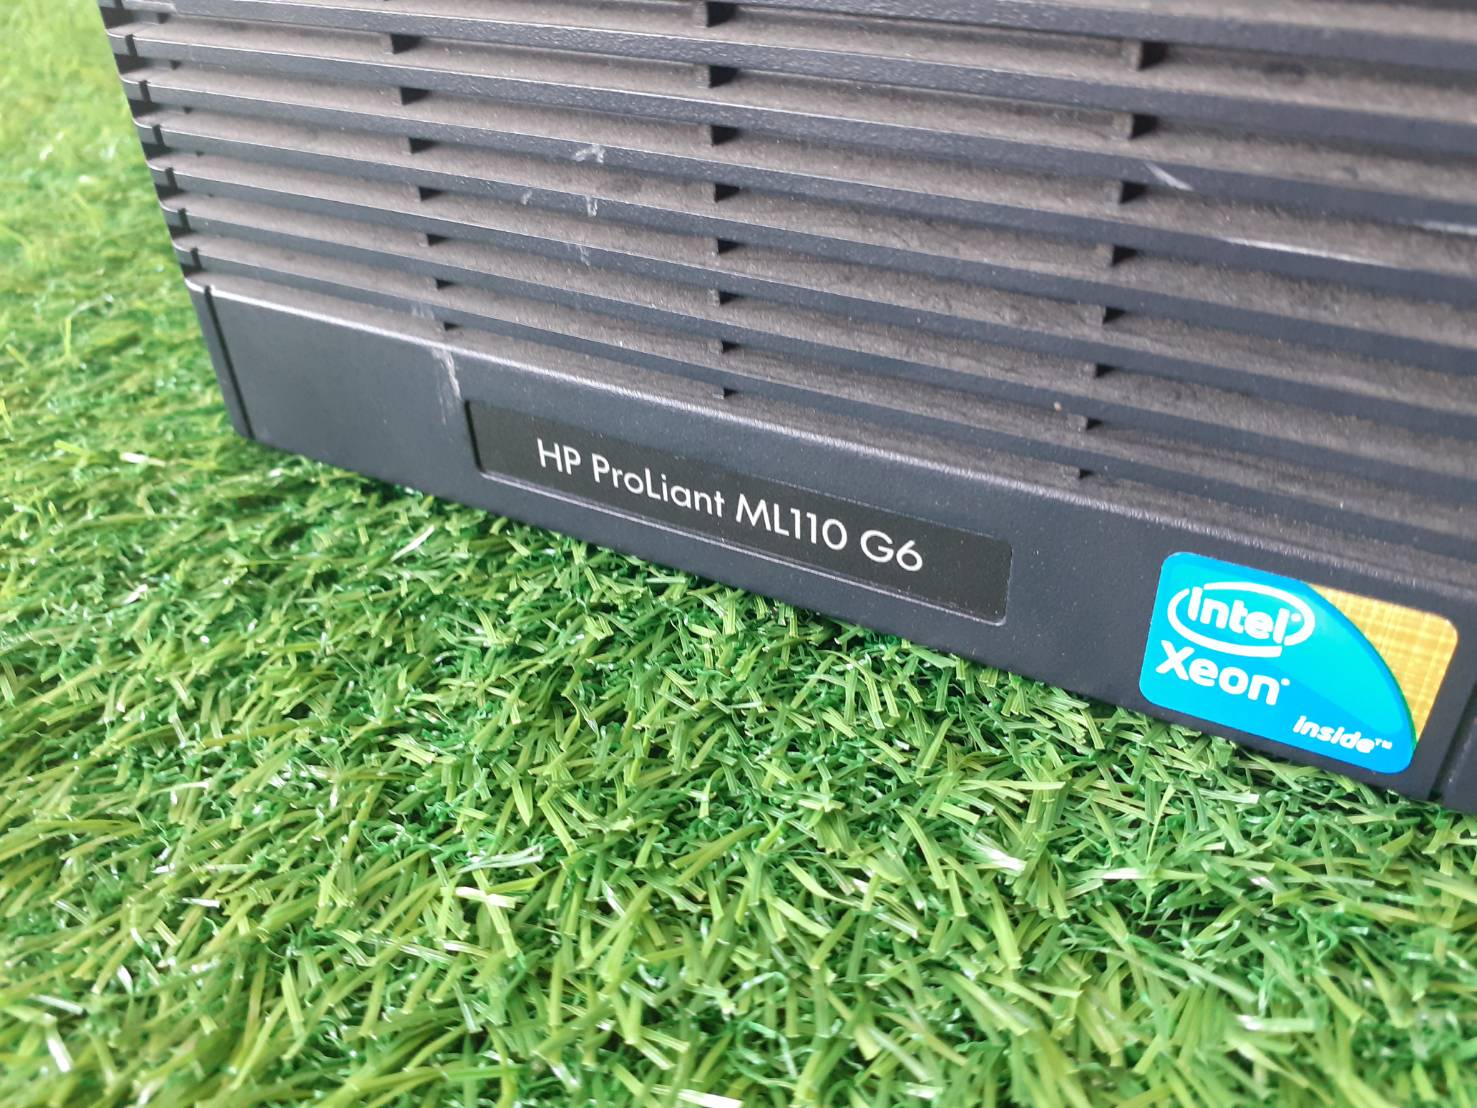 HP ProLiant ML110 G6
intel®
Xeon®
inside™